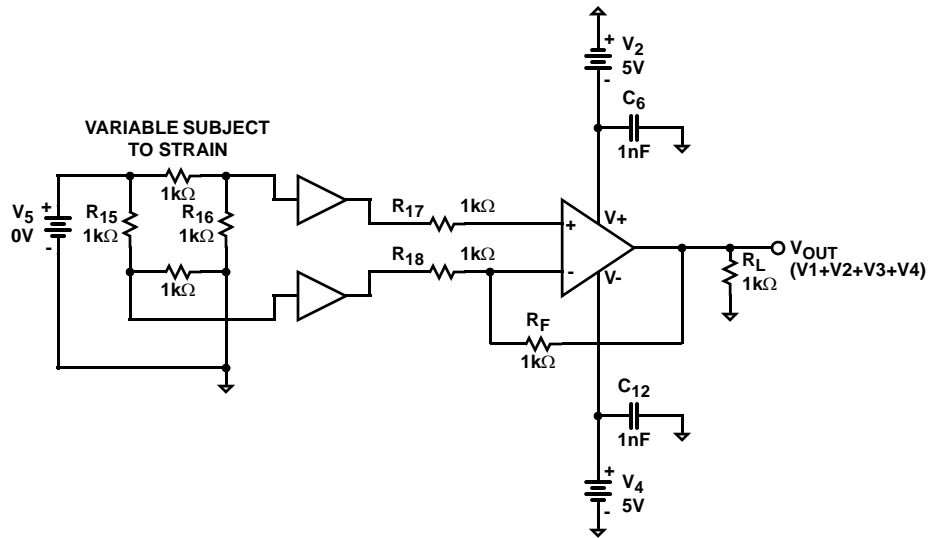 +
V2
5V
-
C6
1nF
VARIABLE SUBJECT
TO STRAIN
1kΩ
V5
0V
+
-
R15
1kΩ
R16
1kΩ
1kΩ
R17
1kΩ
R18
1kΩ
+
-
V+
V-
RF
1kΩ
VOUT
(V1+V2+V3+V4)
RL
1kΩ
C12
1nF
+
V4
5V
-